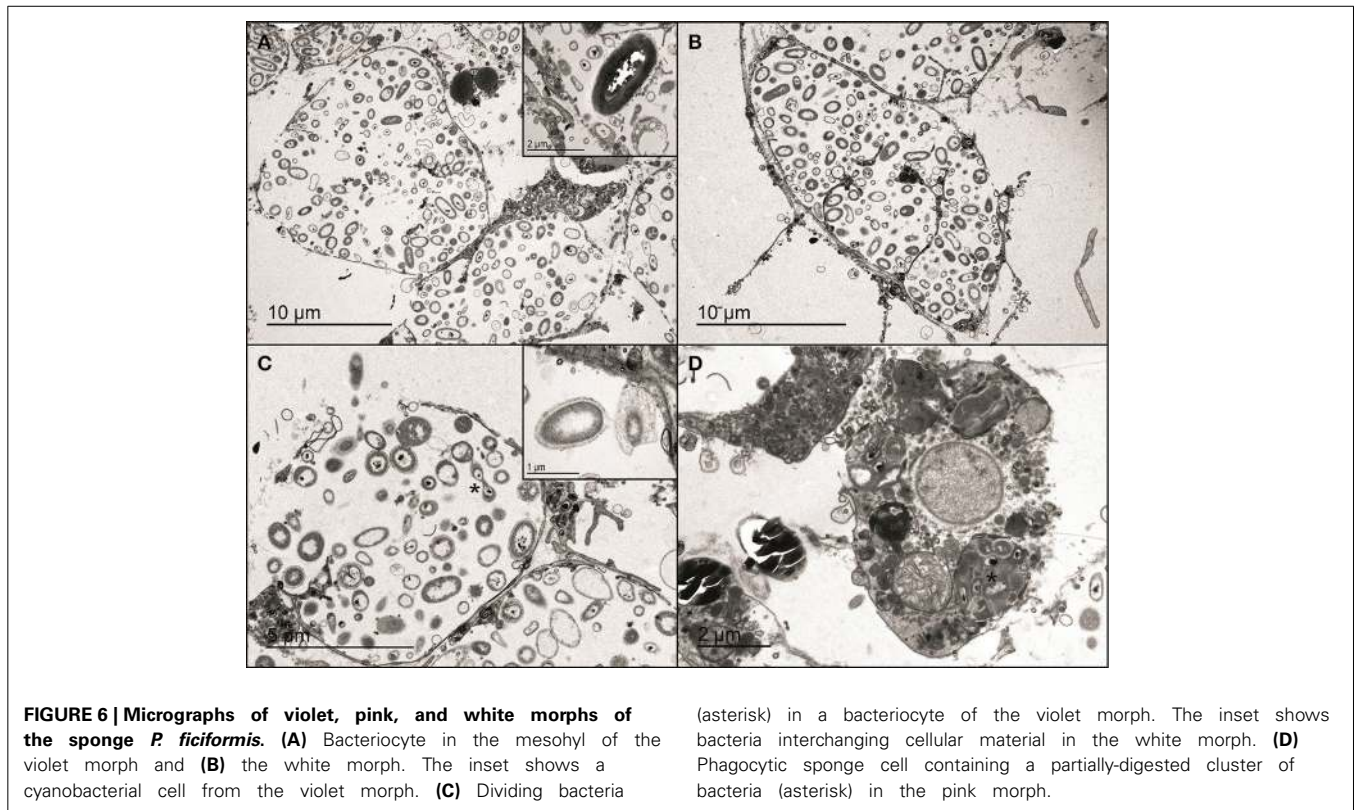 A
2 µm
10 µm
B
10 µm
C
1 µm
*
5 µm
D
*
2 µm
FIGURE 6 | Micrographs of violet, pink, and white morphs of
the sponge P. ficiformis. (A) Bacteriocyte in the mesohyl of the
violet morph and (B) the white morph. The inset shows a
cyanobacterial cell from the violet morph. (C) Dividing bacteria
(asterisk) in a bacteriocyte of the violet morph. The inset shows
bacteria interchanging cellular material in the white morph. (D)
Phagocytic sponge cell containing a partially-digested cluster of
bacteria (asterisk) in the pink morph.